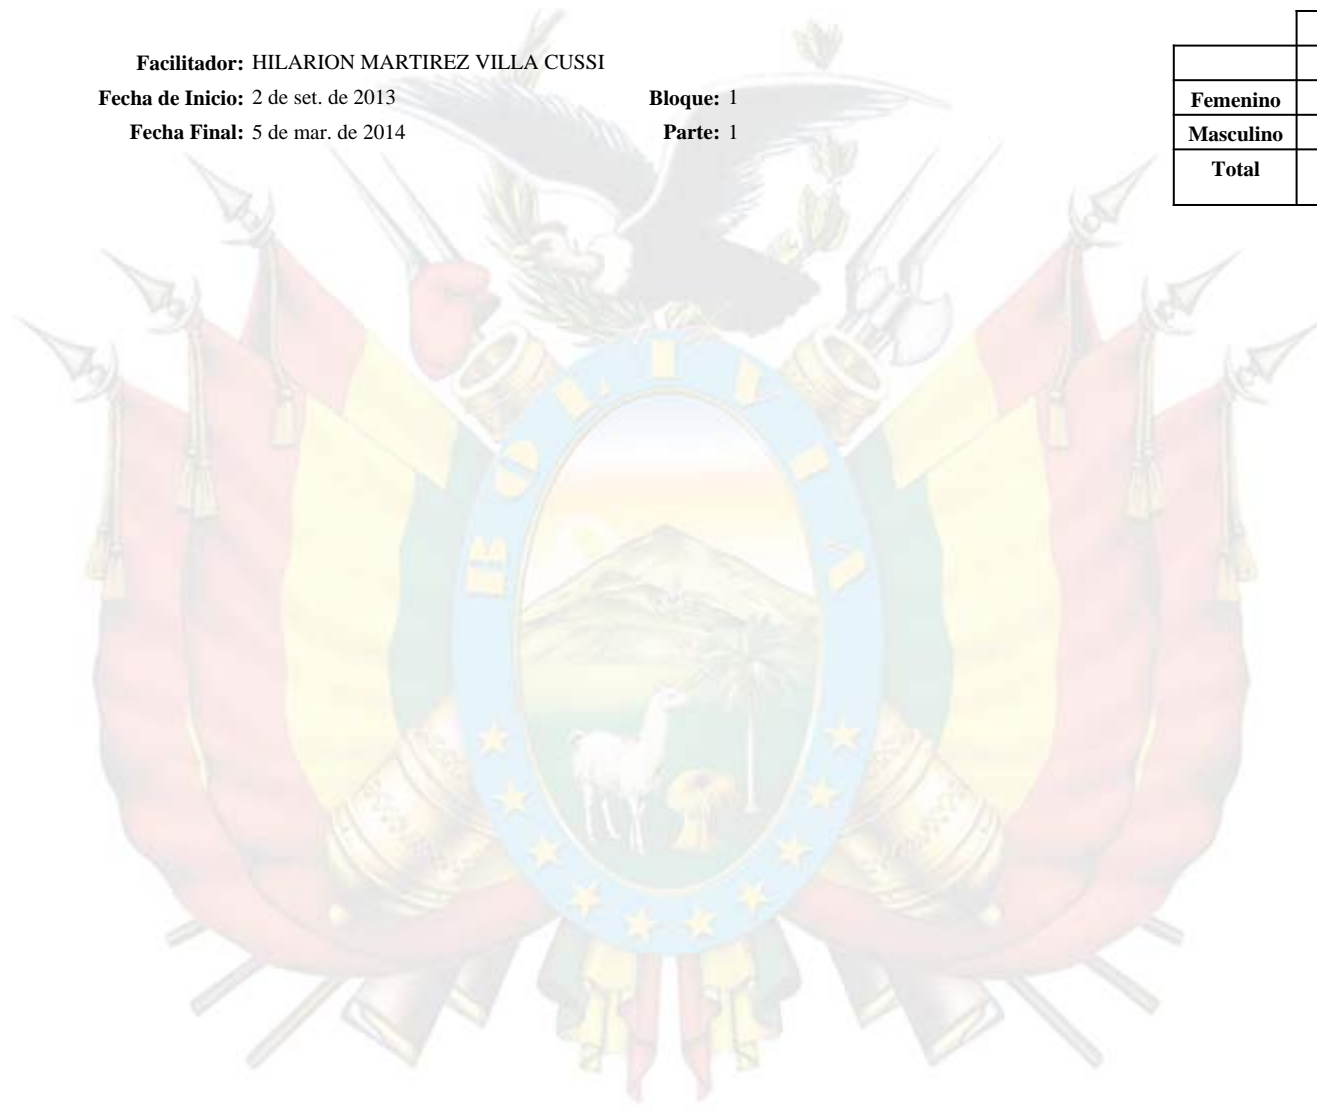 Facilitador: HILARION MARTIREZ VILLA CUSSI
Fecha de Inicio: 2 de set. de 2013 Bloque: 1
Fecha Final: 5 de mar. de 2014 Parte: 1
Femenino
Masculino
Total
BOLIVIA